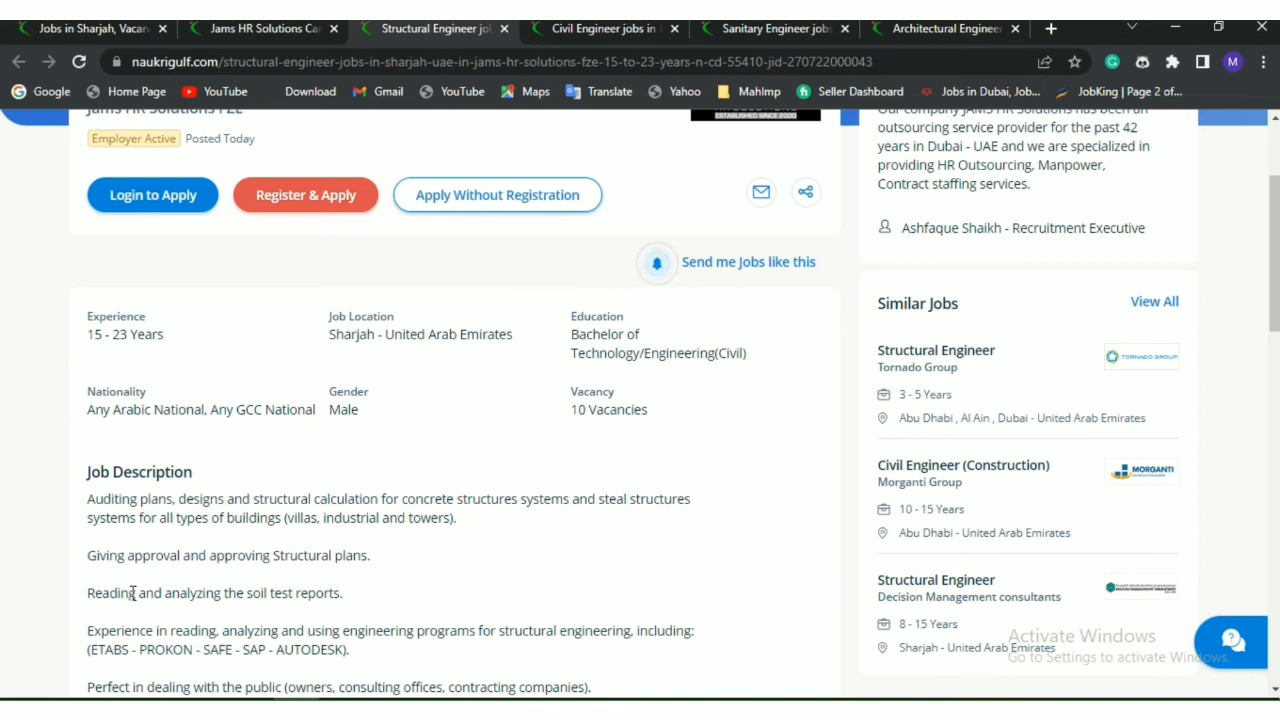 Jobs in Sharjah, Vacan
Jams HR Solutions Ca
Structural Engineer jo
Civil Engineer jobs in
Sanitary Engineer jobs
Architectural Engineer
naukrigulf.com/structural-engineer-jobs-in-sharjah-uae-in-jams-hr-solutions-fze-15-to-23-years-n-cd-55410-jid-270722000043
M
Google
Home Page
YouTube
Download
Gmail
YouTube
Maps
Translate
Yahoo
MahImp
Seller Dashboard
Jobs in Dubai, Job...
JobKing | Page 2 of...
Jams HR Solutions FZE
ESTABLISHED SINCE 2000
Employer Active Posted Today
Login to Apply
Register & Apply
Apply Without Registration
Send me Jobs like this
Experience
15 - 23 Years
Job Location
Sharjah - United Arab Emirates
Education
Bachelor of
Technology/Engineering(Civil)
Nationality
Any Arabic National, Any GCC National
Gender
Male
Vacancy
10 Vacancies
Job Description
Auditing plans, designs and structural calculation for concrete structures systems and steal structures
systems for all types of buildings (villas, industrial and towers).
Giving approval and approving Structural plans.
Reading and analyzing the soil test reports.
Experience in reading, analyzing and using engineering programs for structural engineering, including:
(ETABS - PROKON - SAFE - SAP - AUTODESK).
Perfect in dealing with the public (owners, consulting offices, contracting companies).
Our company JAMS HR Solutions has been an
outsourcing service provider for the past 42
years in Dubai - UAE and we are specialized in
providing HR Outsourcing, Manpower,
Contract staffing services.
Ashfaque Shaikh - Recruitment Executive
Similar Jobs
View All
Structural Engineer
Tornado Group
TORNADO GROUP
3 - 5 Years
Abu Dhabi , Al Ain , Dubai - United Arab Emirates
Civil Engineer (Construction)
Morganti Group
MORGANTI
10 - 15 Years
Abu Dhabi - United Arab Emirates
Structural Engineer
Decision Management consultants
8 - 15 Years
Sharjah - United Arab Emirates
Activate Windows
Go to Settings to activate Windows.